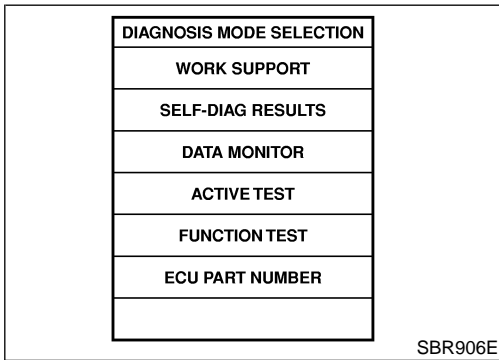 DIAGNOSIS MODE SELECTION
WORK SUPPORT
SELF-DIAG RESULTS
DATA MONITOR
ACTIVE TEST
FUNCTION TEST
ECU PART NUMBER
SBR906E